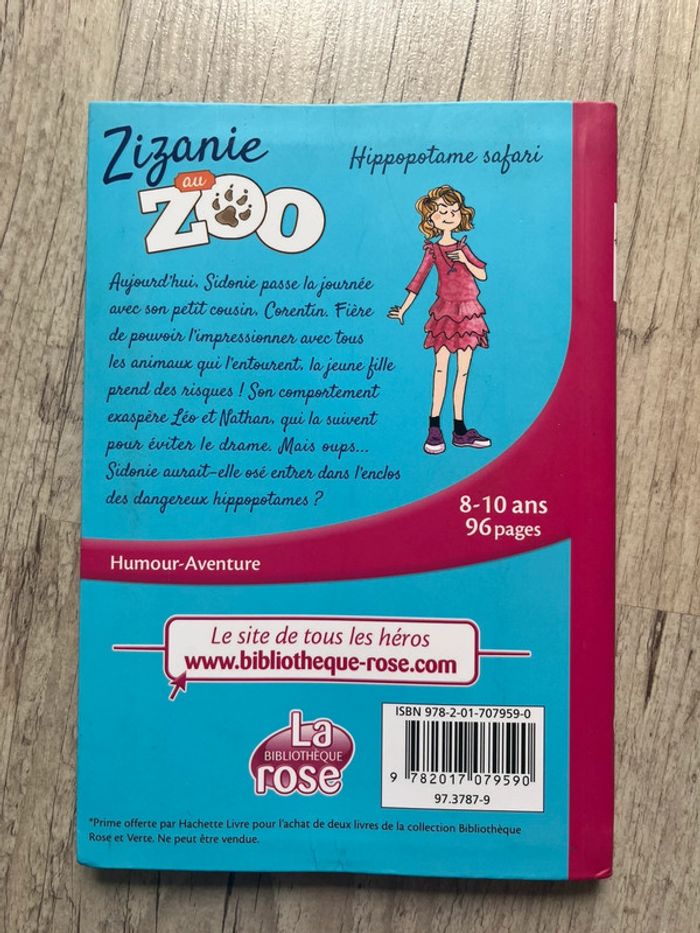 Zizanie
au
ZOO
Hippopotame safari
Aujourd'hui, Sidonie passe la journée
avec son petit cousin, Corentin. Fière
de pouvoir l'impressionner avec tous
les animaux qui l'entourent, la jeune fille
prend des risques ! Son comportement
exaspère Léo et Nathan, qui la suivent
pour éviter le drame. Mais oups...
Sidonie aurait-elle osé entrer dans l'enclos
des dangereux hippopotames ?
8-10 ans
96 pages
Humour-Aventure
Le site de tous les héros
www.bibliotheque-rose.com
La
BIBLIOTHÈQUE
rose
ISBN 978-2-01-707959-0
9 782017 079590
97.3787-9
*Prime offerte par Hachette Livre pour l'achat de deux livres de la collection Bibliothèque
Rose et Verte. Ne peut être vendue.